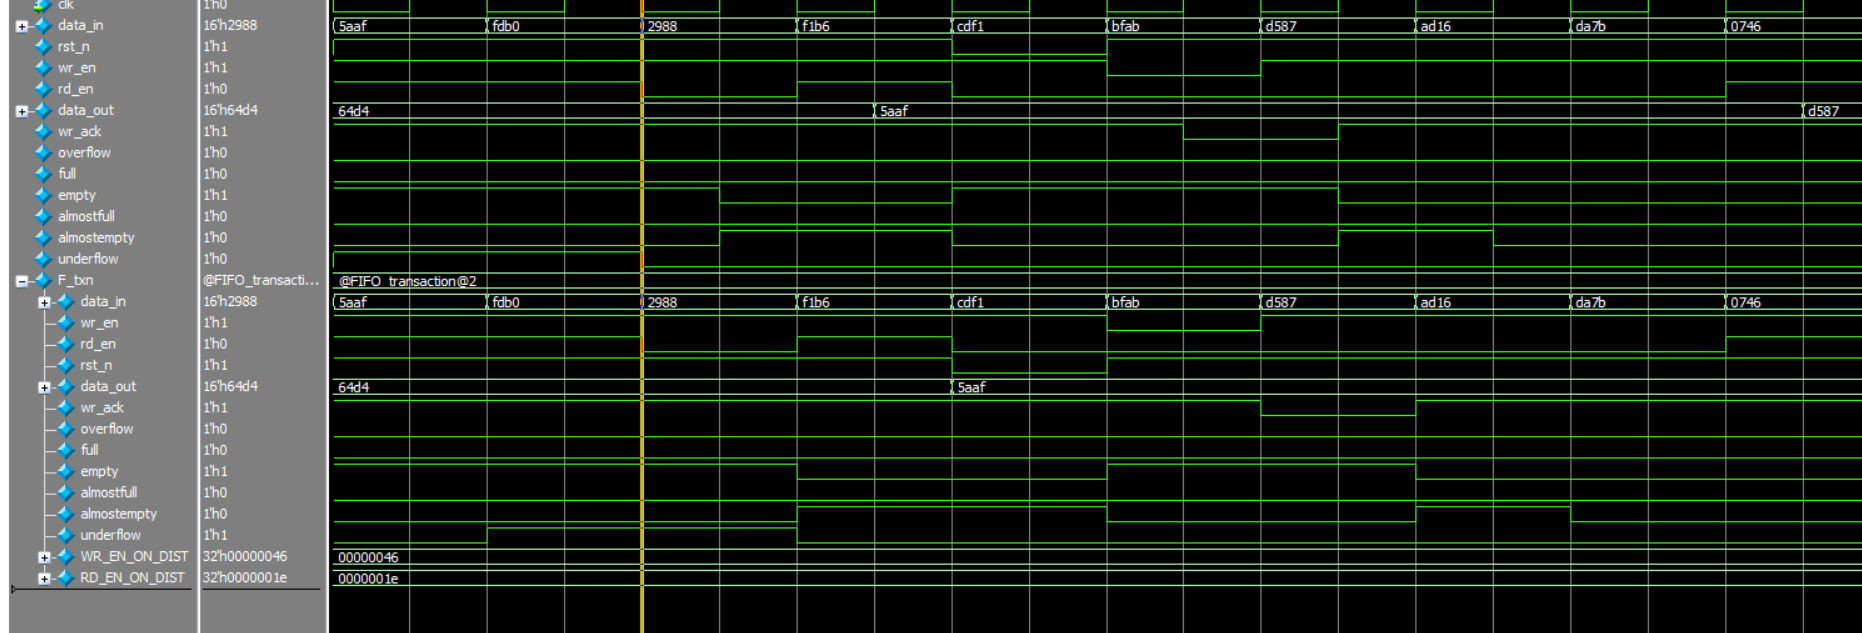 clk 1'h0
data_in 16'h2988 5aaf fdb0 2988 f1b6 cdf1 bfab d587 ad16 da7b 0746
rst_n 1'h1
wr_en 1'h1
rd_en 1'h0
data_out 16'h64d4 64d4 5aaf d587
wr_ack 1'h1
overflow 1'h0
full 1'h0
empty 1'h1
almostfull 1'h0
almostempty 1'h0
underflow 1'h0
F_txn @FIFO_transacti... @FIFO_transaction@2
data_in 16'h2988 5aaf fdb0 2988 f1b6 cdf1 bfab d587 ad16 da7b 0746
wr_en 1'h1
rd_en 1'h0
rst_n 1'h1
data_out 16'h64d4 64d4 5aaf
wr_ack 1'h1
overflow 1'h0
full 1'h0
empty 1'h1
almostfull 1'h0
almostempty 1'h0
underflow 1'h1
WR_EN_ON_DIST 32'h00000046 00000046
RD_EN_ON_DIST 32'h0000001e 0000001e